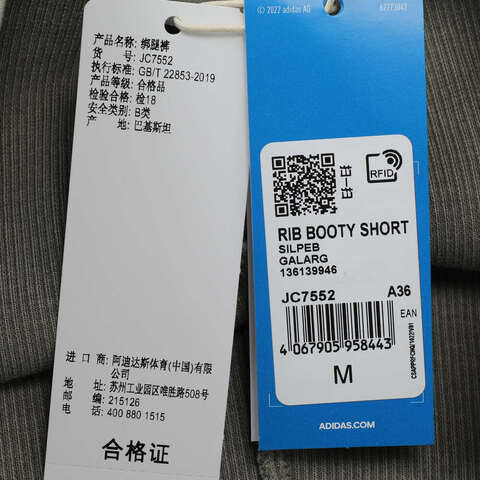 产品名称: 绑腿裤
货 号: JC7552
执行标准: GB/T 22853-2019
产品等级: 合格品
检验合格: 检18
安全类别: B类
产 地: 巴基斯坦
进口商: 阿迪达斯体育(中国)有限
公司
地 址: 苏州工业园区唯胜路508号
邮 编: 215126
电 话: 400 880 1515
合格证
© 2022 adidas AG
RFID
RIB BOOTY SHORT
SILPEB
GALARG
136139946
JC7552 A36
EAN
4 067905 958443
M
ADIDAS.COM